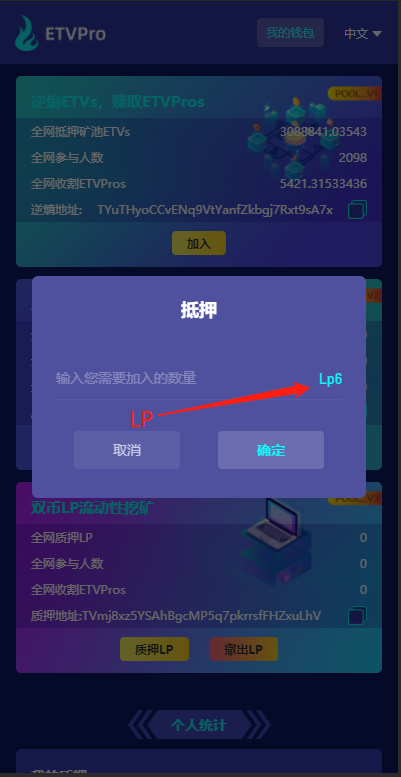 ETVPro
我的钱包
中文
POOL_V1
逆熵ETVs，赚取ETVPros
全网抵押矿池ETVs 3088841.03543
全网参与人数 2098
全网收割ETVPros 5421.31533436
逆熵地址: TYuTHyoCCvENq9VtYanfZkbgj7Rxt9sA7x
加入
抵押
输入您需要加入的数量 Lp6
LP
取消 确定
POOL_V3
双币LP流动性挖矿
全网质押LP 0
全网参与人数 0
全网收割ETVPros 0
质押地址:TVmj8xz5YSAhBgcMP5q7pkrrsfFHZxuLhV
质押LP 撤出LP
个人统计
我的质押